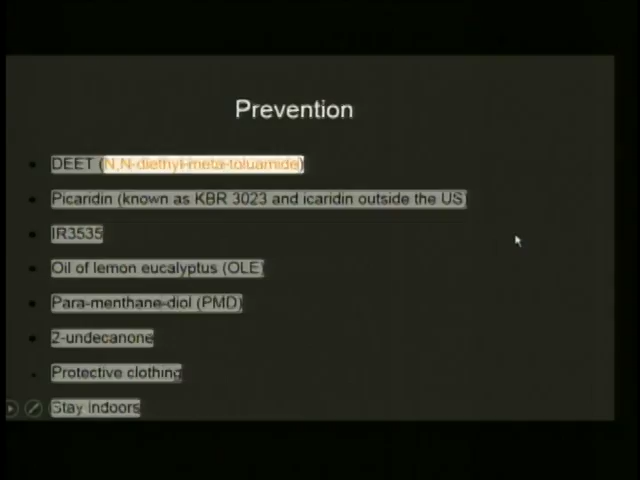 Prevention
DEET (N,N-diethyl-meta-toluamide)
Picaridin (known as KBR 3023 and icaridin outside the US)
IR3535
Oil of lemon eucalyptus (OLE)
Para-menthane-diol (PMD)
2-undecanone
Protective clothing
Stay Indoors